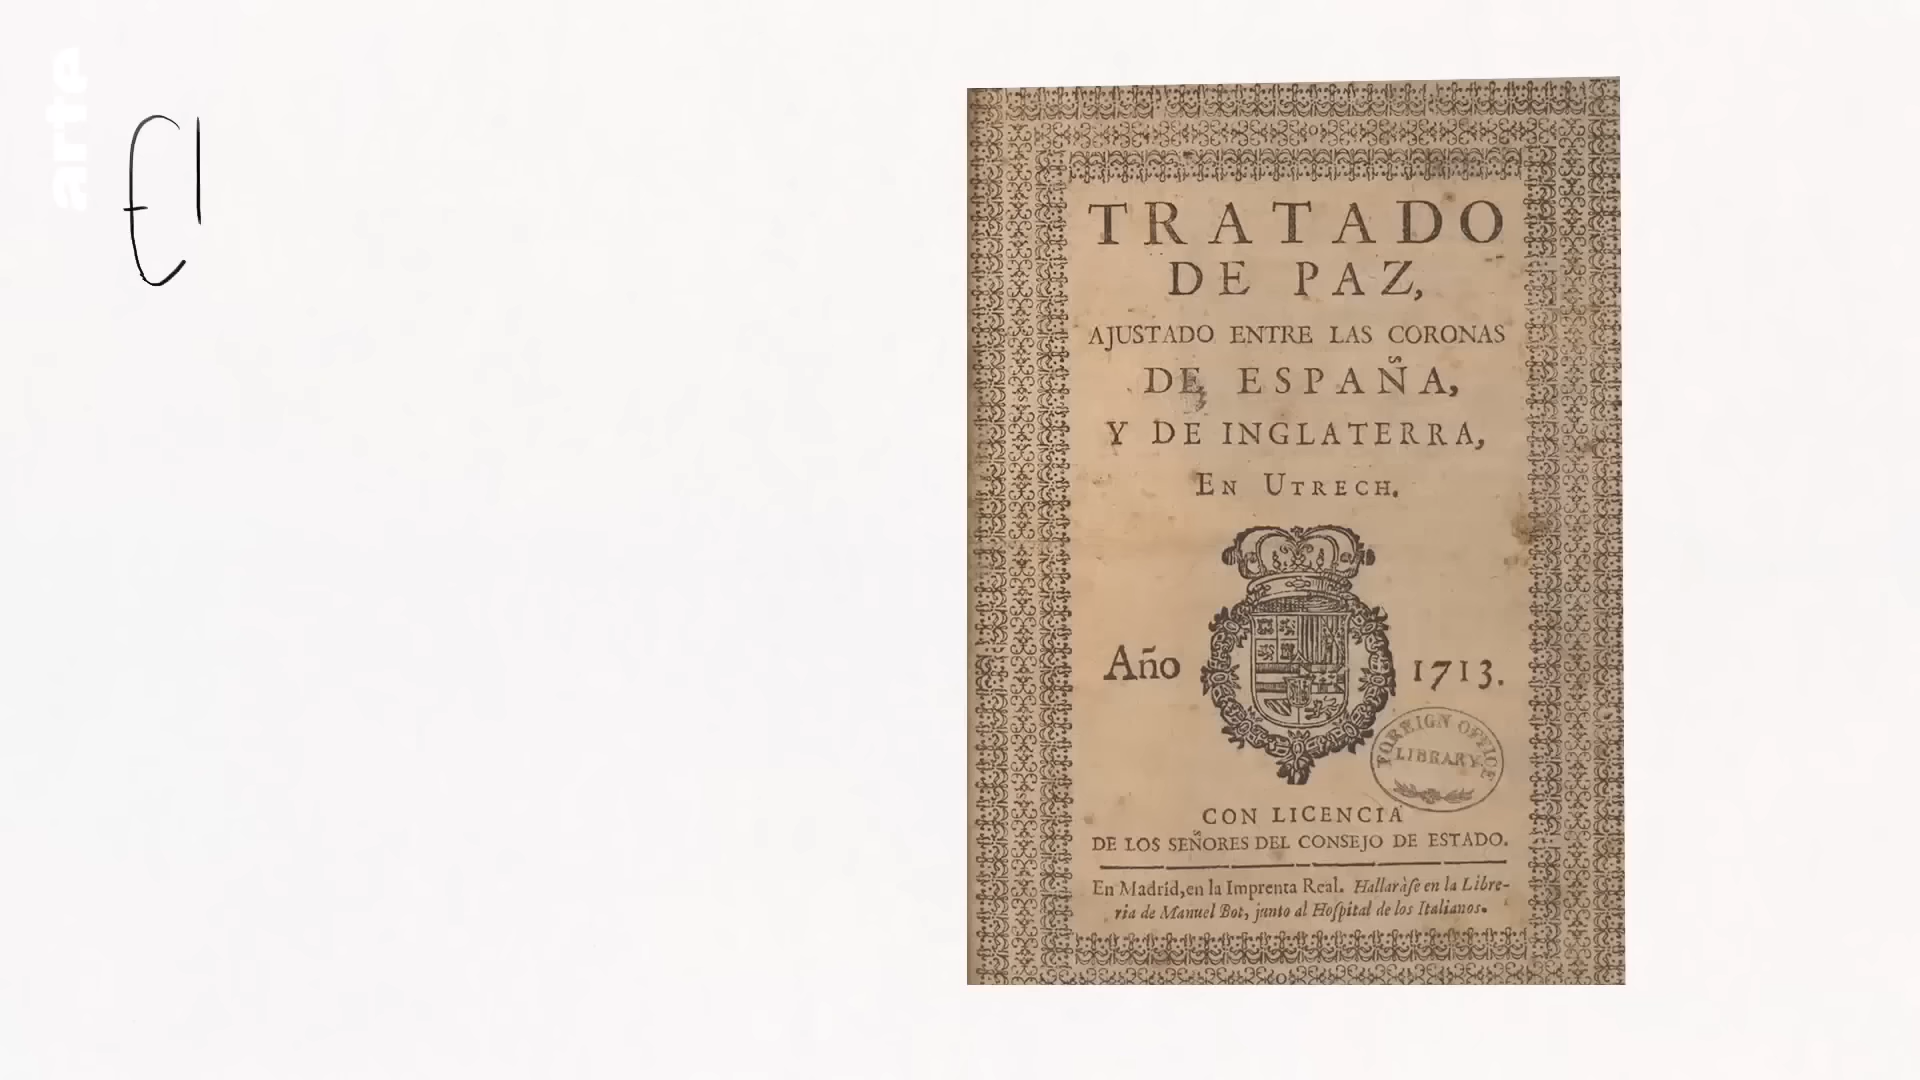 arte
El
TRATADO
DE PAZ,
AJUSTADO ENTRE LAS CORONAS
DE ESPAÑA,
Y DE INGLATERRA,
EN UTRECH.
Año 1713.
FOREIGN OFFICE
LIBRARY
CON LICENCIA
DE LOS SEÑORES DEL CONSEJO DE ESTADO.
En Madrid, en la Imprenta Real. Hallaràſe en la Libre-
ria de Manuel Bot, junto al Hoſpital de los Italianos.